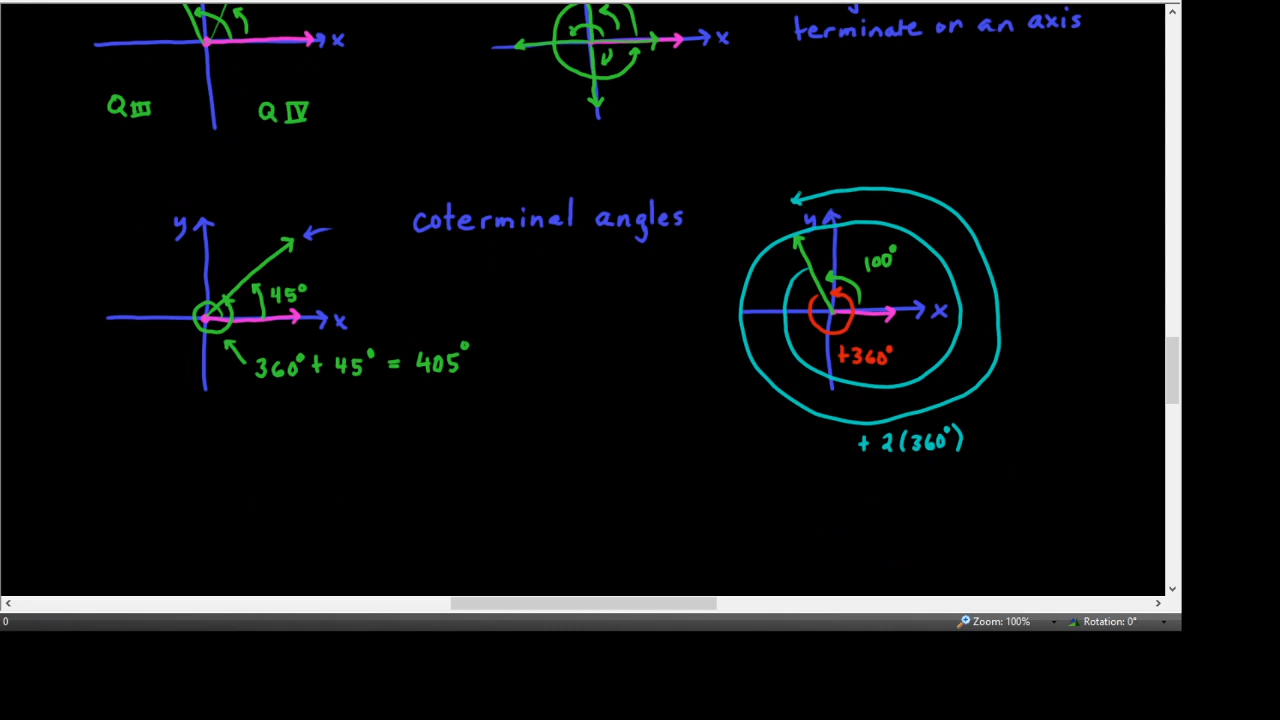 x
x
terminate on an axis
Q III
Q IV
y
coterminal angles
y
100°
45°
x
x
360° + 45° = 405°
+360°
+ 2(360°)
0
Zoom: 100%
Rotation: 0°